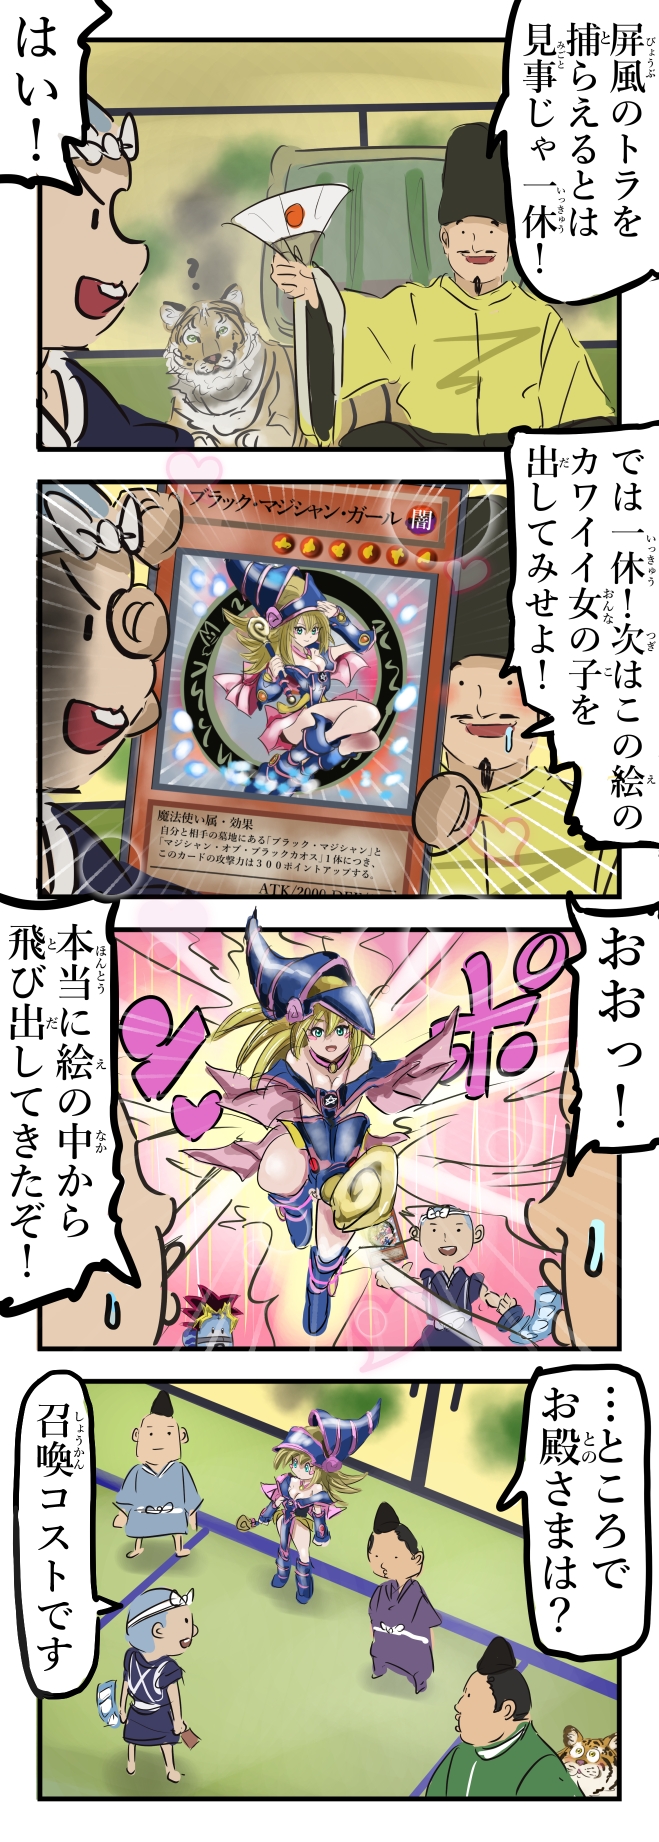 屏風のトラを
捕らえるとは
見事じゃ一休！
はい！
?
では一休！次はこの絵の
カワイイ女の子を
出してみせよ！
ブラック・マジシャン・ガール
闇
魔法使い属・効果
自分と相手の墓地にある「ブラック・マジシャン」と
「マジシャン・オブ・ブラックカオス」1体につき、
このカードの攻撃力は３００ポイントアップする。
ATK/2000
おおっ！
ポン
本当に絵の中から
飛び出してきたぞ！
…ところで
お殿さまは？
召喚コストです